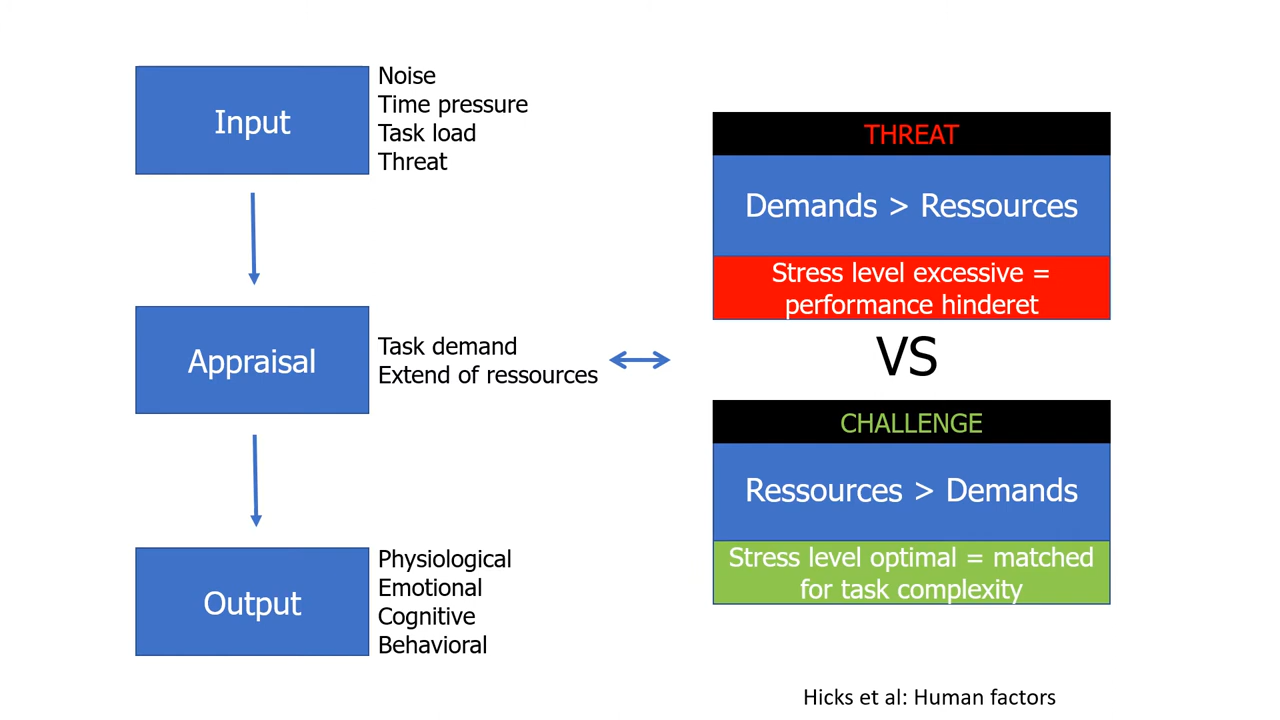 Input
Noise
Time pressure
Task load
Threat
Appraisal
Task demand
Extend of ressources
Output
Physiological
Emotional
Cognitive
Behavioral
THREAT
Demands > Ressources
Stress level excessive =
performance hinderet
VS
CHALLENGE
Ressources > Demands
Stress level optimal = matched
for task complexity
Hicks et al: Human factors